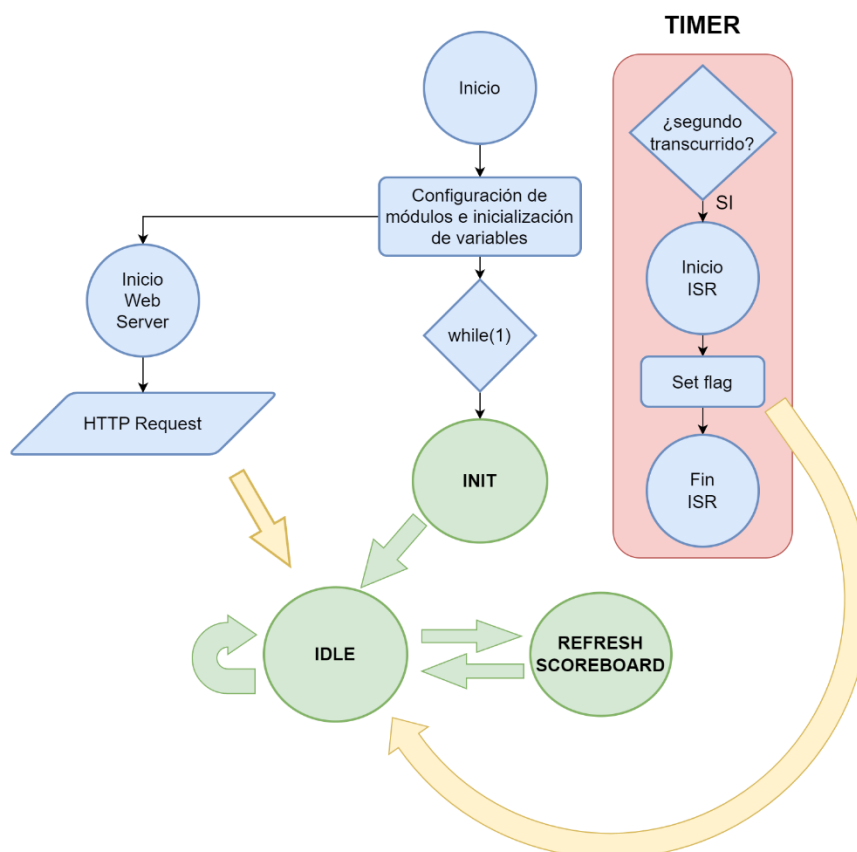 TIMER
Inicio
¿segundo
transcurrido?
SI
Configuración de
módulos e inicialización
de variables
Inicio
Web
Server
Inicio
ISR
while(1)
Set flag
HTTP Request
INIT
Fin
ISR
IDLE
REFRESH
SCOREBOARD